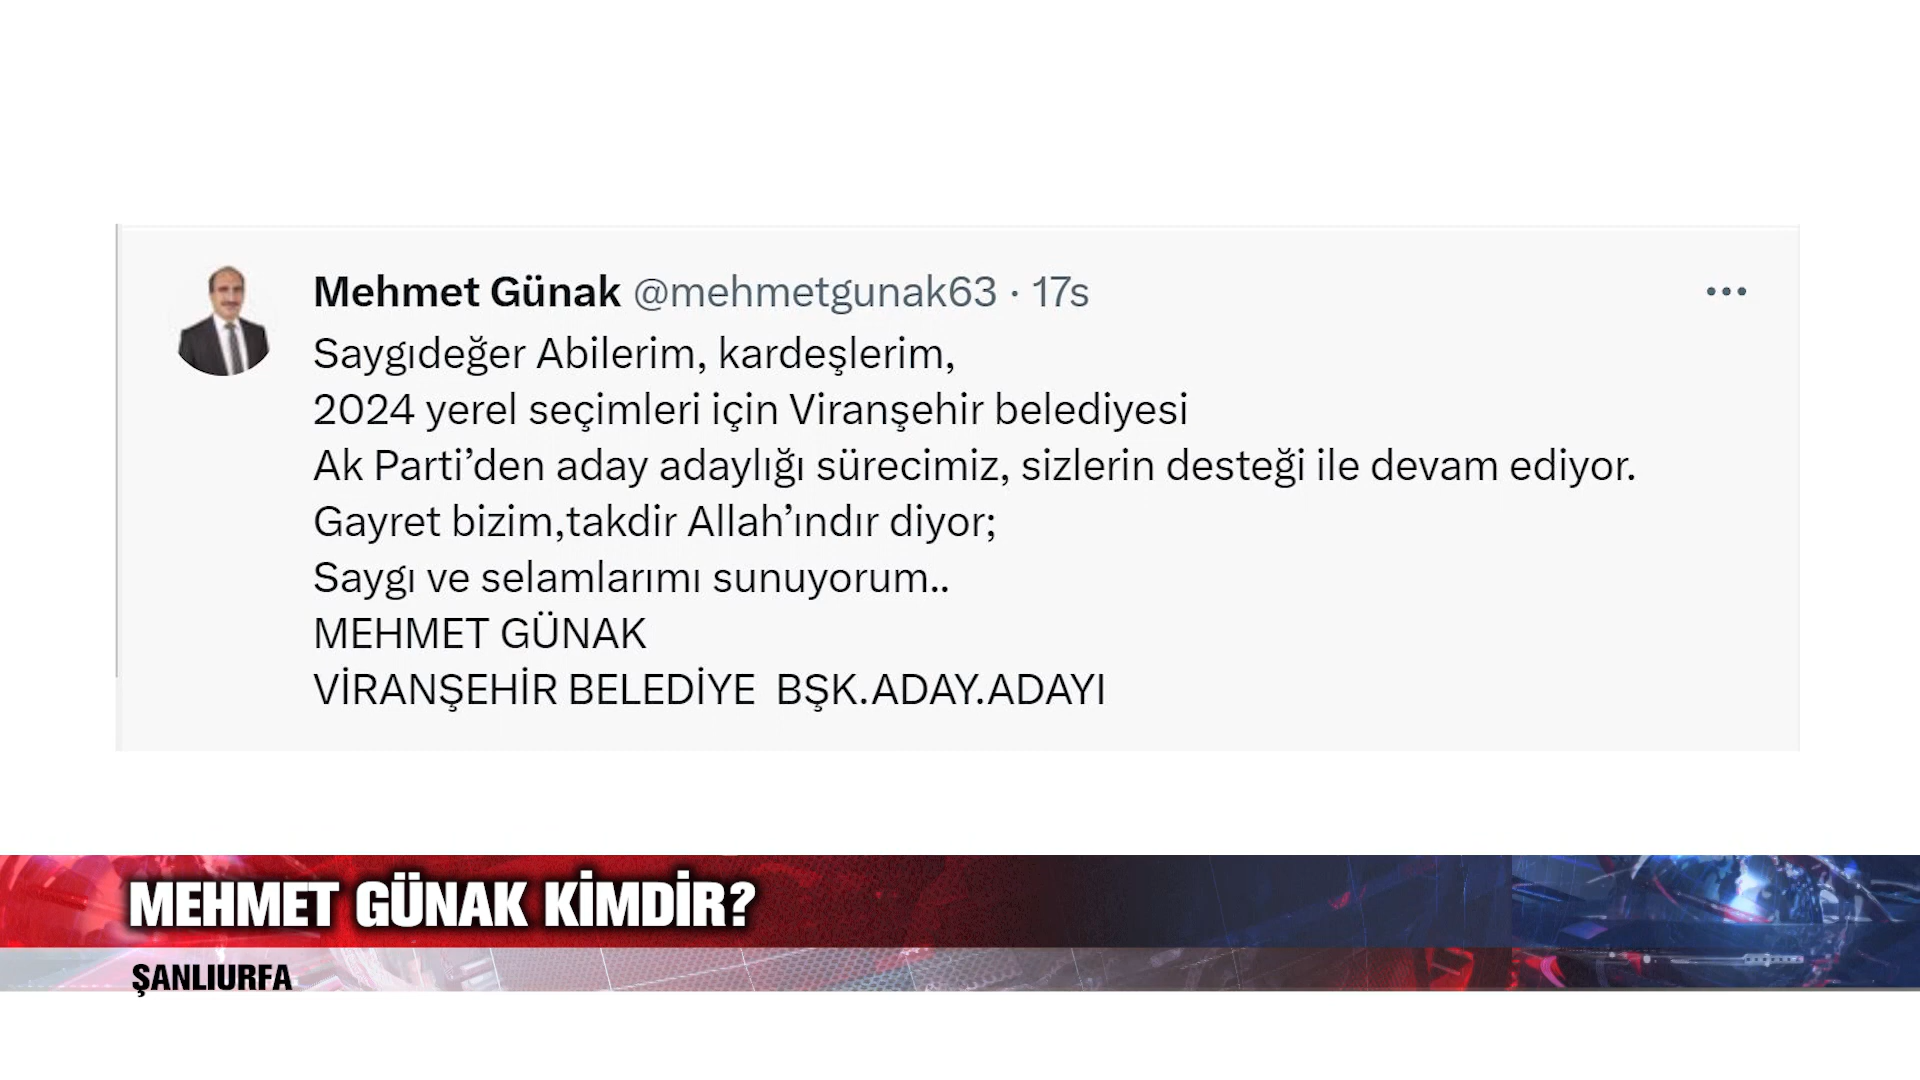 Mehmet Günak @mehmetgunak63 · 17s
Saygıdeğer Abilerim, kardeşlerim,
2024 yerel seçimleri için Viranşehir belediyesi
Ak Parti’den aday adaylığı sürecimiz, sizlerin desteği ile devam ediyor.
Gayret bizim,takdir Allah’ındır diyor;
Saygı ve selamlarımı sunuyorum..
MEHMET GÜNAK
VİRANŞEHİR BELEDİYE  BŞK.ADAY.ADAYI
MEHMET GÜNAK KİMDİR?
ŞANLIURFA